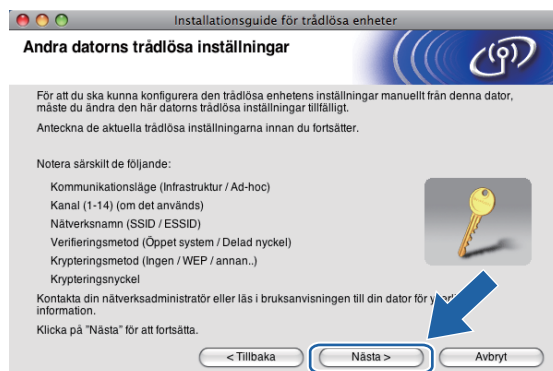 Installationsguide för trådlösa enheter
Andra datorns trådlösa inställningar
För att du ska kunna konfigurera den trådlösa enhetens inställningar manuellt från denna dator,
måste du ändra den här datorns trådlösa inställningar tillfälligt.
Anteckna de aktuella trådlösa inställningarna innan du fortsätter.
Notera särskilt de följande:
Kommunikationsläge (Infrastruktur / Ad-hoc)
Kanal (1-14) (om det används)
Nätverksnamn (SSID / ESSID)
Verifieringsmetod (Öppet system / Delad nyckel)
Krypteringsmetod (Ingen / WEP / annan..)
Krypteringsnyckel
Kontakta din nätverksadministratör eller läs i bruksanvisningen till din dator för
information.
Klicka på "Nästa" för att fortsätta.
< Tillbaka
Nästa >
Avbryt